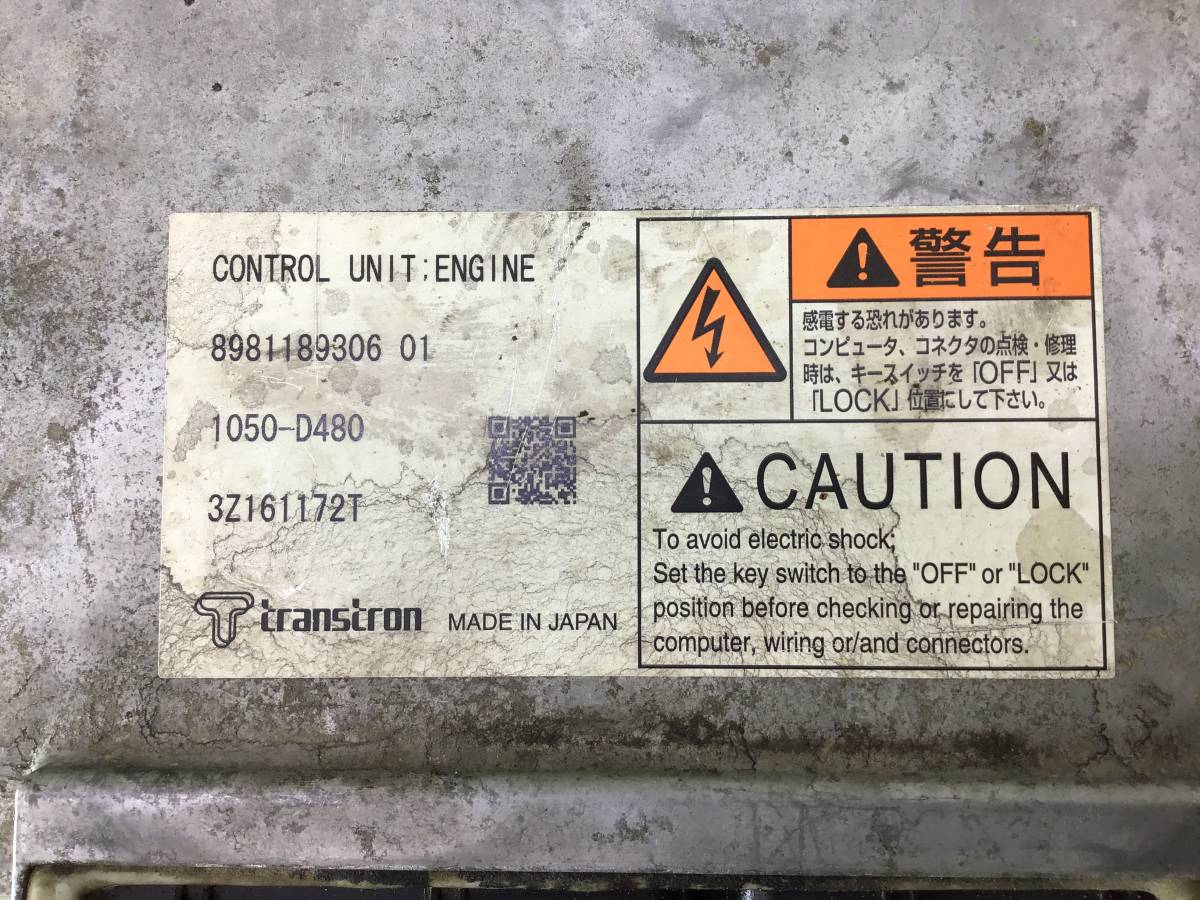 CONTROL UNIT;ENGINE
8981189306 01
1050-D480
3Z161172T
transtron MADE IN JAPAN
警告
感電する恐れがあります。
コンピュータ、コネクタの点検・修理
時は、キースイッチを「OFF」又は
「LOCK」位置にして下さい。
CAUTION
To avoid electric shock;
Set the key switch to the "OFF" or "LOCK"
position before checking or repairing the
computer, wiring or/and connectors.